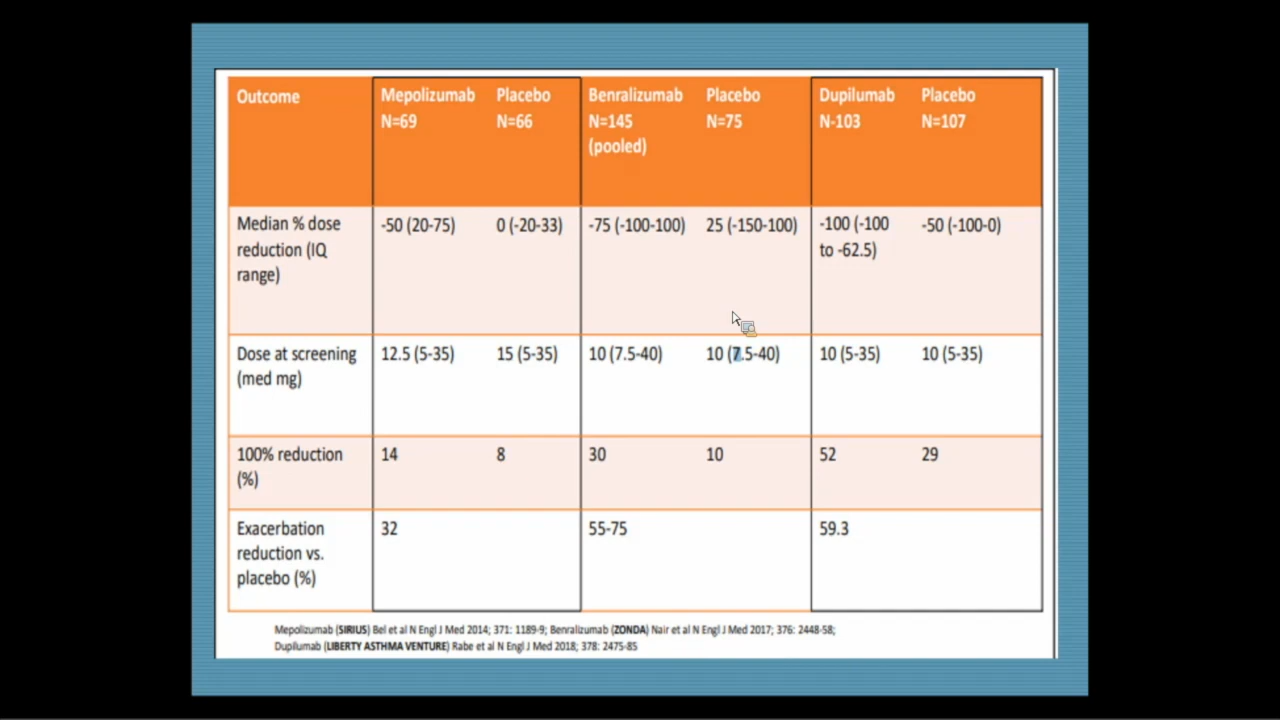 Outcome
Mepolizumab Placebo Benralizumab Placebo Dupilumab Placebo
N=69 N=66 N=145 N=75 N-103 N=107
(pooled)
Median % dose -50 (20-75) 0 (-20-33) -75 (-100-100) 25 (-150-100) -100 (-100 -50 (-100-0)
reduction (IQ to -62.5)
range)
Dose at screening 12.5 (5-35) 15 (5-35) 10 (7.5-40) 10 (7.5-40) 10 (5-35) 10 (5-35)
(med mg)
100% reduction 14 8 30 10 52 29
(%)
Exacerbation 32 55-75 59.3
reduction vs.
placebo (%)
Mepolizumab (SIRIUS) Bel et al N Engl J Med 2014; 371: 1189-9; Benralizumab (ZONDA) Nair et al N Engl J Med 2017; 376: 2448-58;
Dupilumab (LIBERTY ASTHMA VENTURE) Rabe et al N Engl J Med 2018; 378: 2475-85